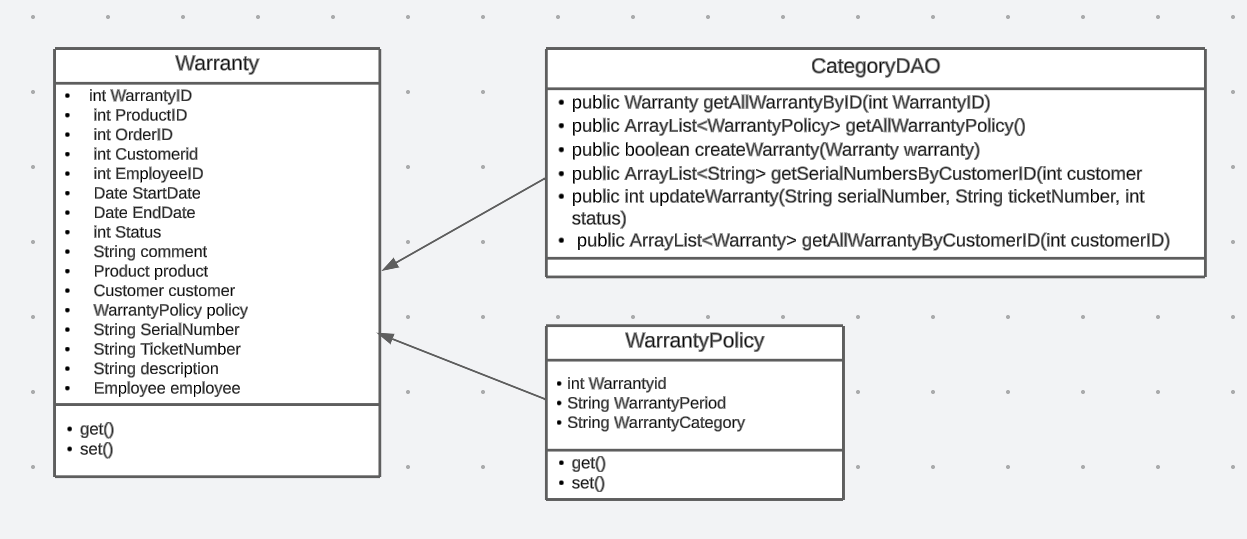 Warranty
• int WarrantyID
• int ProductID
• int OrderID
• int Customerid
• int EmployeeID
• Date StartDate
• Date EndDate
• int Status
• String comment
• Product product
• Customer customer
• WarrantyPolicy policy
• String SerialNumber
• String TicketNumber
• String description
• Employee employee
• get()
• set()
CategoryDAO
• public Warranty getAllWarrantyByID(int WarrantyID)
• public ArrayList<WarrantyPolicy> getAllWarrantyPolicy()
• public boolean createWarranty(Warranty warranty)
• public ArrayList<String> getSerialNumbersByCustomerID(int customer
• public int updateWarranty(String serialNumber, String ticketNumber, int
status)
• public ArrayList<Warranty> getAllWarrantyByCustomerID(int customerID)
WarrantyPolicy
• int Warrantyid
• String WarrantyPeriod
• String WarrantyCategory
• get()
• set()